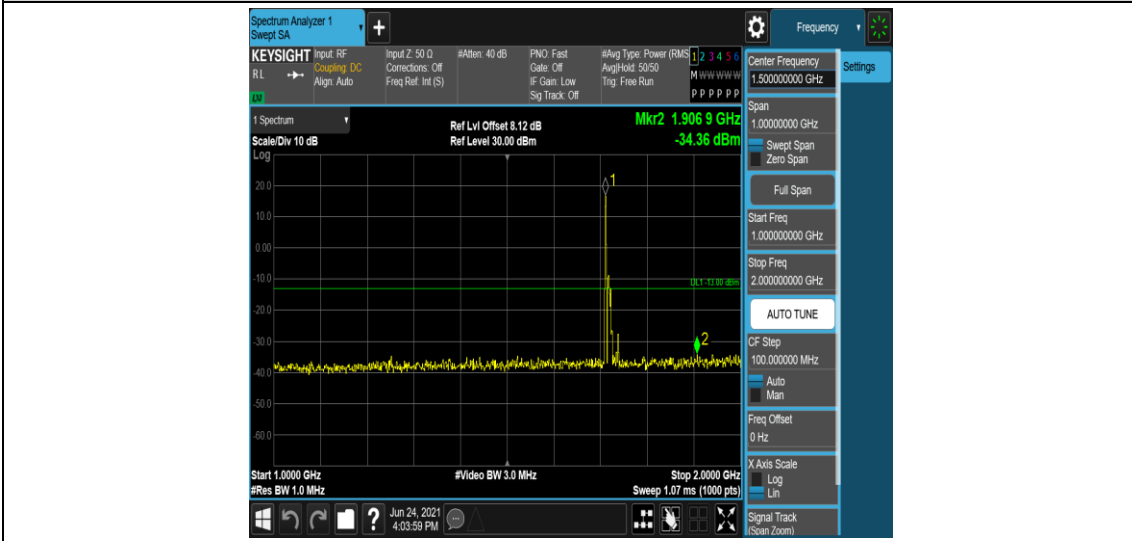 Spectrum Analyzer 1
Swept SA
+
Frequency
KEYSIGHT
R L
LM
Input: RF
Coupling: DC
Align: Auto
Input Z: 50 Ω
Corrections: Off
Freq Ref: Int (S)
#Atten: 40 dB
PNO: Fast
Gate: Off
IF Gain: Low
Sig Track: Off
#Avg Type: Power (RMS
Avg|Hold: 50/50
Trig: Free Run
1 2 3 4 5 6
M W W W W W
P P P P P P
1 Spectrum
Scale/Div 10 dB
Log
Ref Lvl Offset 8.12 dB
Ref Level 30.00 dBm
Mkr2 1.906 9 GHz
-34.36 dBm
20.0
10.0
0.00
-10.0
-20.0
-30.0
-40.0
-50.0
-60.0
1
DL1 -13.00 dBm
2
Start 1.0000 GHz
#Res BW 1.0 MHz
#Video BW 3.0 MHz
Stop 2.0000 GHz
Sweep 1.07 ms (1000 pts)
?
Jun 24, 2021
4:03:59 PM
Center Frequency
1.500000000 GHz
Span
1.00000000 GHz
Swept Span
Zero Span
Full Span
Start Freq
1.000000000 GHz
Stop Freq
2.000000000 GHz
AUTO TUNE
CF Step
100.000000 MHz
Auto
Man
Freq Offset
0 Hz
X Axis Scale
Log
Lin
Signal Track
(Span Zoom)
Settings